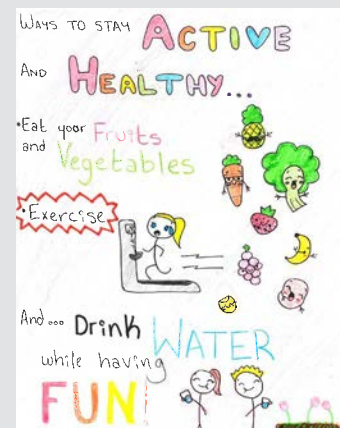 WAYS TO STAY ACTIVE
AND HEALTHY...
•Eat your Fruits
and Vegetables
•Exercise
And... Drink WATER
while having
FUN!